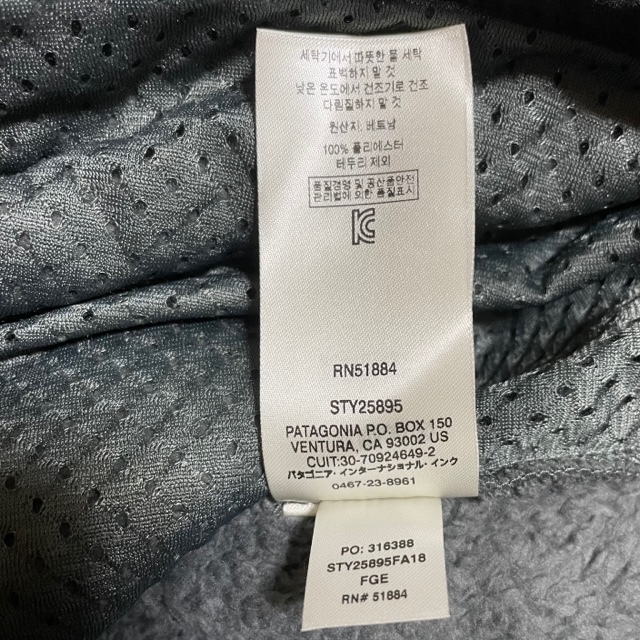 세탁기에서 따뜻한 물 세탁
표백하지 말 것
낮은 온도에서 건조기로 건조
다림질하지 말 것
원산지: 베트남
100% 폴리에스터
테두리 제외
품질경영 및 공산품안전
관리법에 의한 품질표시
RN51884
STY25895
PATAGONIA P.O. BOX 150
VENTURA, CA 93002 US
CUIT:30-70924649-2
パタゴニア・インターナショナル・インク
0467-23-8961
PO: 316388
STY25895FA18
FGE
RN# 51884